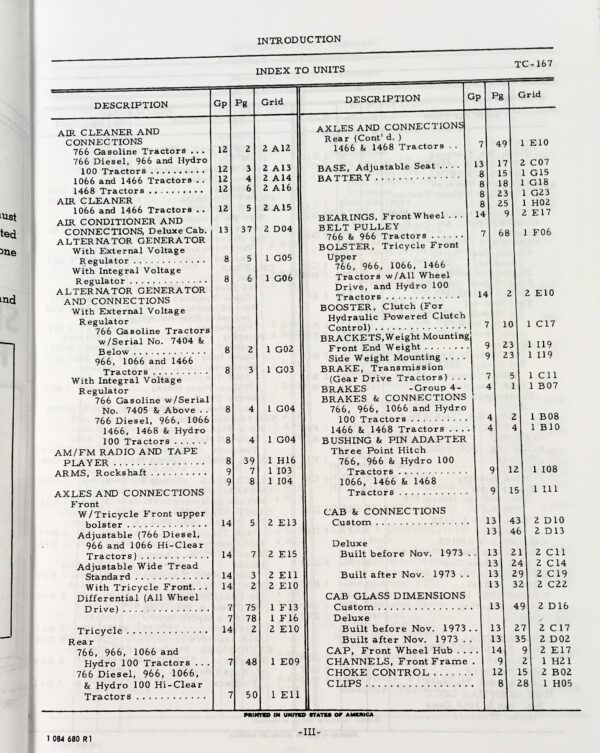 INTRODUCTION
INDEX TO UNITS
TC-167
DESCRIPTION Gp Pg Grid
AIR CLEANER AND
CONNECTIONS
766 Gasoline Tractors ... 12 2 2 A12
766 Diesel, 966 and Hydro
100 Tractors .......... 12 3 2 A13
1066 and 1466 Tractors .. 12 4 2 A14
1468 Tractors ........... 12 6 2 A16
AIR CLEANER
1066 and 1466 Tractors .. 12 5 2 A15
AIR CONDITIONER AND
CONNECTIONS, Deluxe Cab. 13 37 2 D04
ALTERNATOR GENERATOR
With External Voltage
Regulator ............. 8 5 1 G05
With Integral Voltage
Regulator ............. 8 6 1 G06
ALTERNATOR GENERATOR
AND CONNECTIONS
With External Voltage
Regulator
766 Gasoline Tractors
w/Serial No. 7404 &
Below ............. 8 2 1 G02
966, 1066 and 1466
Tractors .......... 8 3 1 G03
With Integral Voltage
Regulator
766 Gasoline w/Serial
No. 7405 & Above .. 8 4 1 G04
766 Diesel, 966, 1066
1466, 1468 & Hydro
100 Tractors ...... 8 4 1 G04
AM/FM RADIO AND TAPE
PLAYER ............... 8 39 1 H16
ARMS, Rockshaft .......... 9 7 1 I03
9 8 1 I04
AXLES AND CONNECTIONS
Front
W/Tricycle Front upper
bolster ............. 14 5 2 E13
Adjustable (766 Diesel,
966 and 1066 Hi-Clear
Tractors) ........... 14 7 2 E15
Adjustable Wide Tread
Standard ............ 14 3 2 E11
With Tricycle Front... 14 2 2 E10
Differential (All Wheel
Drive) .............. 7 75 1 F13
7 78 1 F16
Tricycle .............. 14 2 2 E10
Rear
766, 966, 1066 and
Hydro 100 Tractors ... 7 48 1 E09
766 Diesel, 966, 1066,
& Hydro 100 Hi-Clear
Tractors ............ 7 50 1 E11
DESCRIPTION Gp Pg Grid
AXLES AND CONNECTIONS
Rear (Cont'd.)
1466 & 1468 Tractors .. 7 49 1 E10
BASE, Adjustable Seat .... 13 17 2 C07
BATTERY ............... 8 15 1 G15
8 18 1 G18
8 23 1 G23
8 25 1 H02
BEARINGS, Front Wheel ... 14 9 2 E17
BELT PULLEY
766 & 966 Tractors ...... 7 68 1 F06
BOLSTER, Tricycle Front
Upper
766, 966, 1066, 1466
Tractors w/All Wheel
Drive, and Hydro 100
Tractors ............ 14 2 2 E10
BOOSTER, Clutch (For
Hydraulic Powered Clutch
Control) ............... 7 10 1 C17
BRACKETS, Weight Mounting
Front End Weight ........ 9 23 1 I19
Side Weight Mounting .... 9 23 1 I19
BRAKE, Transmission
(Gear Drive Tractors) ... 7 5 1 C11
BRAKES -Group 4- 4 1 1 B07
BRAKES & CONNECTIONS
766, 966, 1066 and Hydro
100 Tractors .......... 4 2 1 B08
1466 & 1468 Tractors .... 4 4 1 B10
BUSHING & PIN ADAPTER
Three Point Hitch
766, 966 & Hydro 100
Tractors ............ 9 12 1 I08
1066, 1466 & 1468
Tractors ............ 9 15 1 I11
CAB & CONNECTIONS
Custom ................ 13 43 2 D10
13 46 2 D13
Deluxe
Built before Nov. 1973 .. 13 21 2 C11
13 24 2 C14
Built after Nov. 1973 .. 13 29 2 C19
13 32 2 C22
CAB GLASS DIMENSIONS
Custom ................ 13 49 2 D16
Deluxe
Built before Nov. 1973.. 13 27 2 C17
Built after Nov. 1973 .. 13 35 2 D02
CAP, Front Wheel Hub .... 14 9 2 E17
CHANNELS, Front Frame . 9 2 1 H21
CHOKE CONTROL ....... 12 15 2 B02
CLIPS .................. 8 28 1 H05
PRINTED IN UNITED STATES OF AMERICA
1 084 680 R1
-III-
ust
ted
one
and